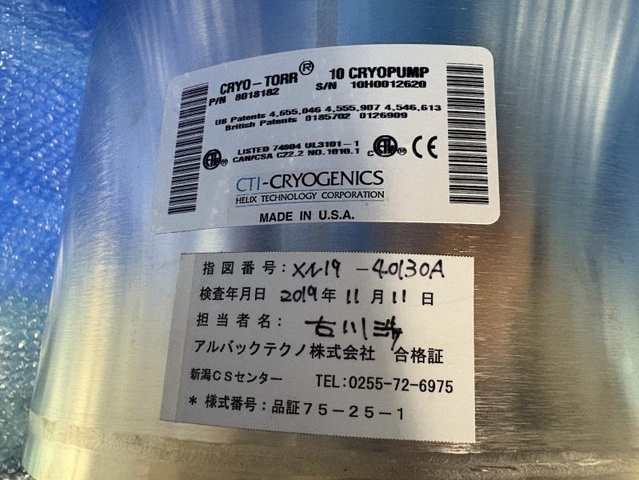 CRYO-TORR® 10 CRYOPUMP
P/N 8018182 S/N 10H0012620
US Patents 4,655,046 4,555,907 4,546,613
British Patents 0185702 0126909
LISTED 74604 UL3101-1
CAN/CSA C22.2 NO.1010.1 C
CE
CTI-CRYOGENICS
HELIX TECHNOLOGY CORPORATION
MADE IN U.S.A.
指図番号: XN19-40130A
検査年月日 2019年11月11日
担当者名: 古川
アルバックテクノ株式会社 合格証
新潟CSセンター TEL:0255-72-6975
* 様式番号:品証75-25-1